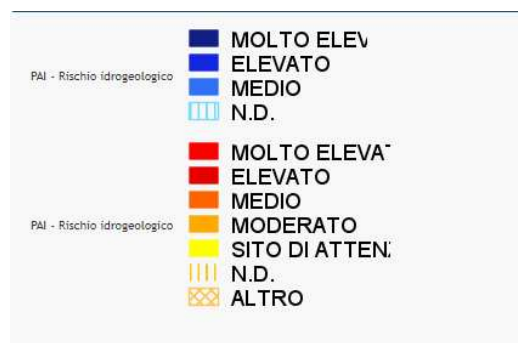 PAI - Rischio idrogeologico
MOLTO ELEV
ELEVATO
MEDIO
N.D.
PAI - Rischio idrogeologico
MOLTO ELEVAT
ELEVATO
MEDIO
MODERATO
SITO DI ATTEN
N.D.
ALTRO